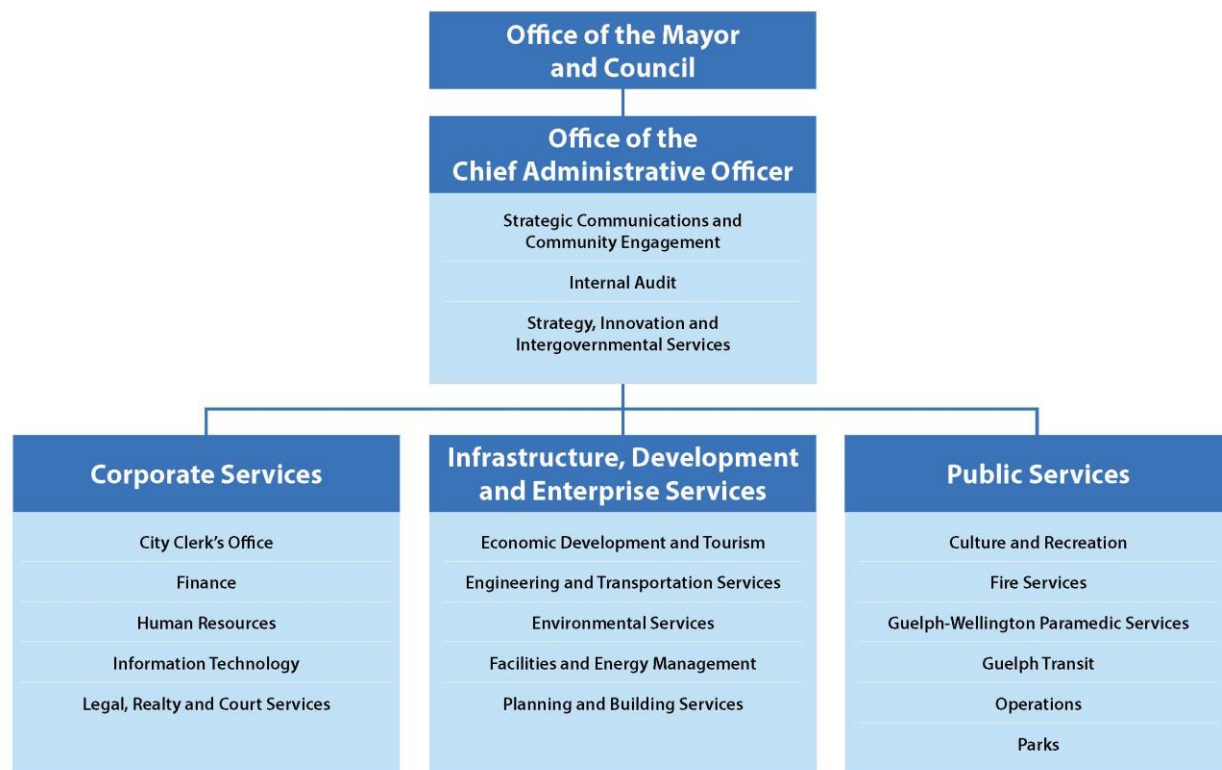 Office of the Mayor
and Council
Office of the
Chief Administrative Officer
Strategic Communications and
Community Engagement
Internal Audit
Strategy, Innovation and
Intergovernmental Services
Corporate Services
City Clerk's Office
Finance
Human Resources
Information Technology
Legal, Realty and Court Services
Infrastructure, Development
and Enterprise Services
Economic Development and Tourism
Engineering and Transportation Services
Environmental Services
Facilities and Energy Management
Planning and Building Services
Public Services
Culture and Recreation
Fire Services
Guelph-Wellington Paramedic Services
Guelph Transit
Operations
Parks